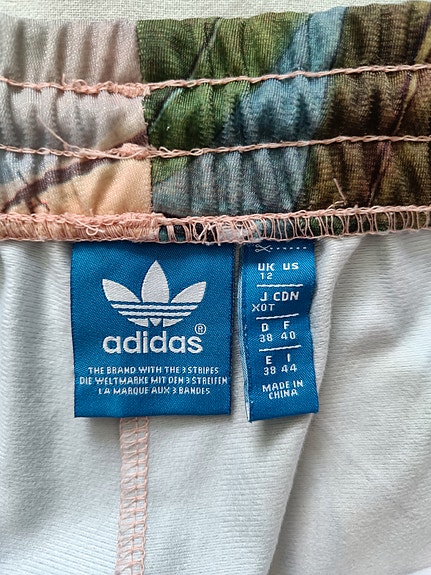 adidas®
THE BRAND WITH THE 3 STRIPES
DIE WELTMARKE MIT DEN 3 STREIFEN
LA MARQUE AUX 3 BANDES
UK US
12
J CDN
XOT
D F
38 40
E I
38 44
MADE IN
CHINA